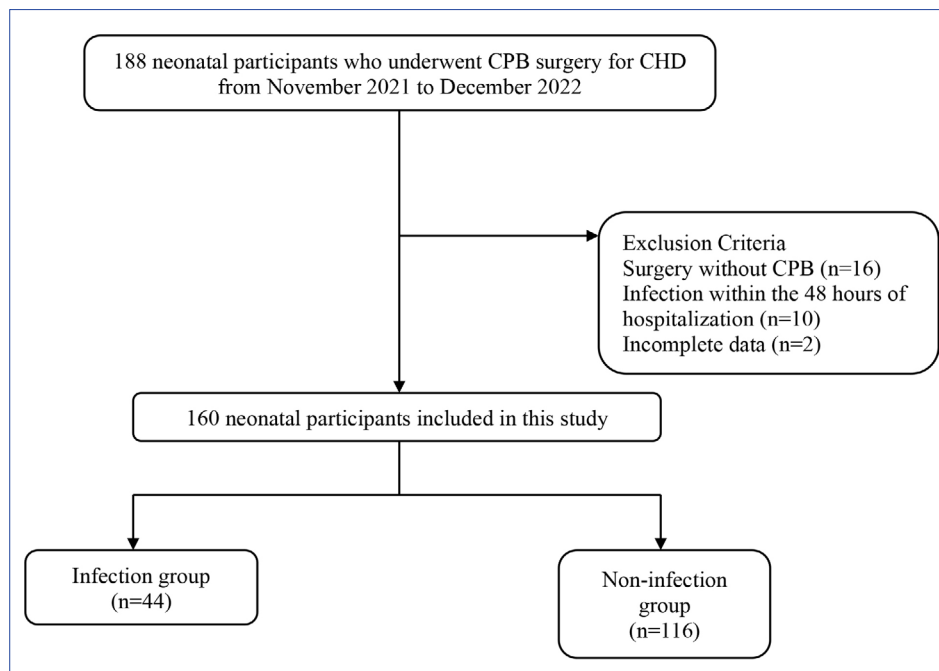 188 neonatal participants who underwent CPB surgery for CHD
from November 2021 to December 2022
Exclusion Criteria
Surgery without CPB (n=16)
Infection within the 48 hours of
hospitalization (n=10)
Incomplete data (n=2)
160 neonatal participants included in this study
Infection group
(n=44)
Non-infection
group
(n=116)